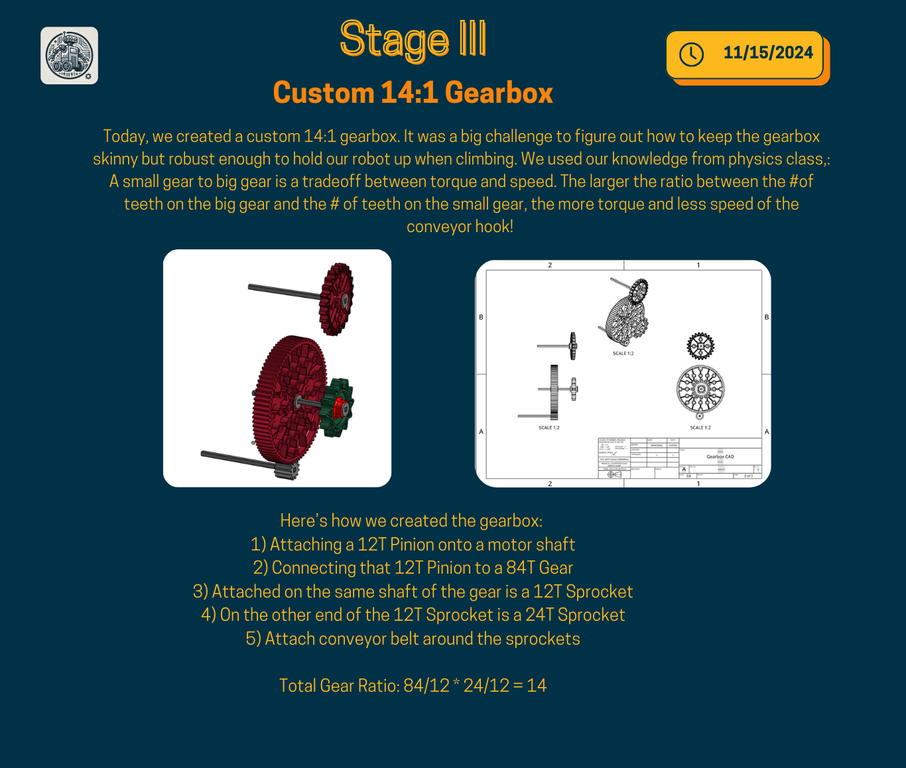 Stage III
11/15/2024
Custom 14:1 Gearbox
Today, we created a custom 14:1 gearbox. It was a big challenge to figure out how to keep the gearbox
skinny but robust enough to hold our robot up when climbing. We used our knowledge from physics class,:
A small gear to big gear is a tradeoff between torque and speed. The larger the ratio between the #of
teeth on the big gear and the # of teeth on the small gear, the more torque and less speed of the
conveyor hook!
2
1
B
B
SCALE 1:2
A
A
SCALE 1:2
SCALE 1:2
Gearbox CAD
A
2
1
Here's how we created the gearbox:
1) Attaching a 12T Pinion onto a motor shaft
2) Connecting that 12T Pinion to a 84T Gear
3) Attached on the same shaft of the gear is a 12T Sprocket
4) On the other end of the 12T Sprocket is a 24T Sprocket
5) Attach conveyor belt around the sprockets
Total Gear Ratio: 84/12 * 24/12 = 14